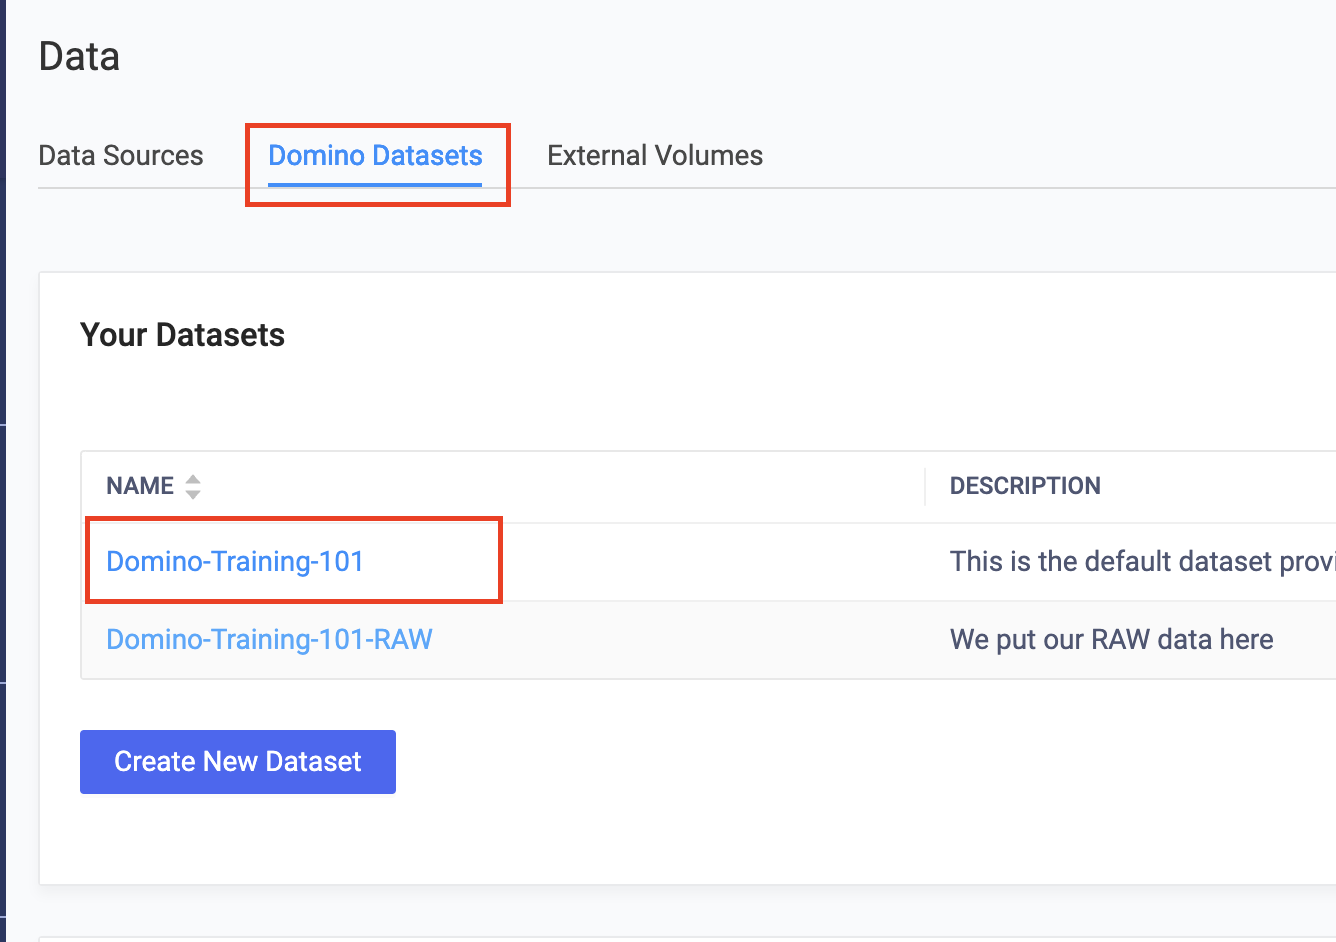 Data
Data Sources Domino Datasets External Volumes
Your Datasets
NAME DESCRIPTION
Domino-Training-101 This is the default dataset provi
Domino-Training-101-RAW We put our RAW data here
Create New Dataset